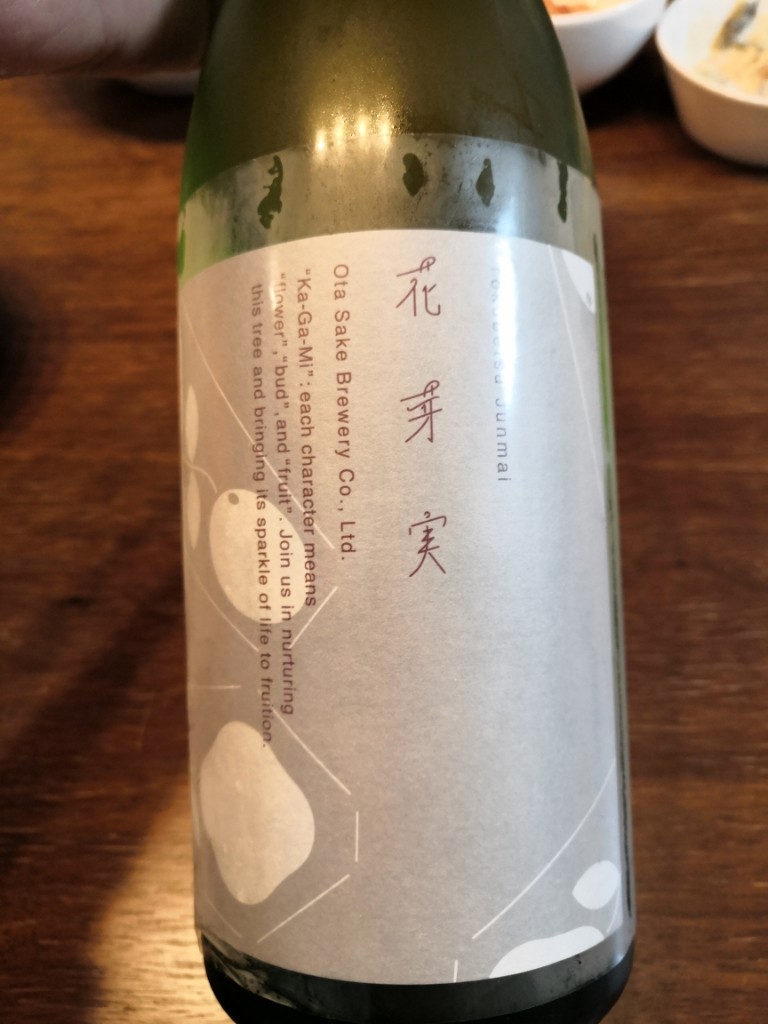 Tokubetsu Junmai
花芽実
Ota Sake Brewery Co., Ltd.
"Ka-Ga-Mi": each character means
"flower", "bud", and "fruit". Join us in nurturing
this tree and bringing its sparkle of life to fruition.